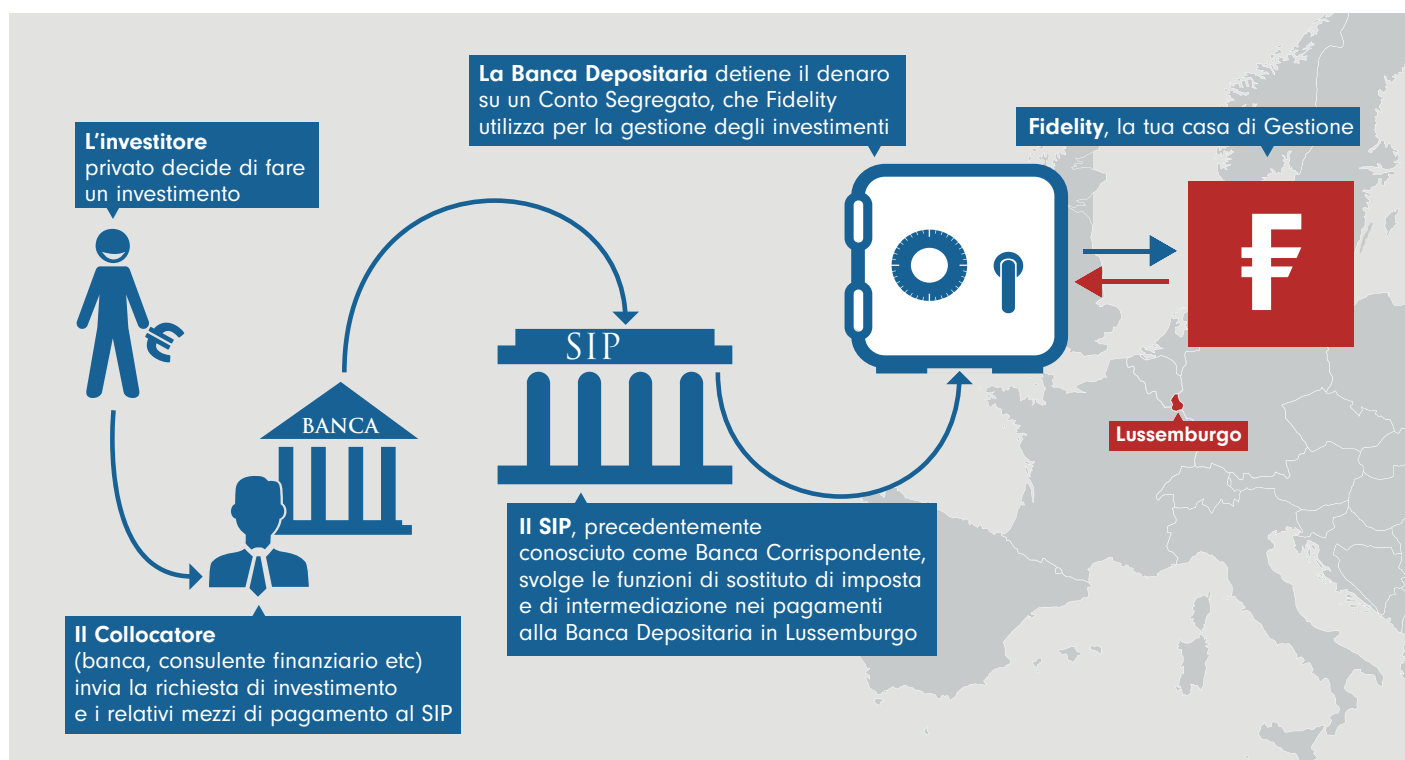 L'investitore
privato decide di fare
un investimento
BANCA
Il Collocatore
(banca, consulente finanziario etc)
invia la richiesta di investimento
e i relativi mezzi di pagamento al SIP
SIP
Il SIP, precedentemente
conosciuto come Banca Corrispondente,
svolge le funzioni di sostituto di imposta
e di intermediazione nei pagamenti
alla Banca Depositaria in Lussemburgo
La Banca Depositaria detiene il denaro
su un Conto Segregato, che Fidelity
utilizza per la gestione degli investimenti
Fidelity, la tua casa di Gestione
Lussemburgo